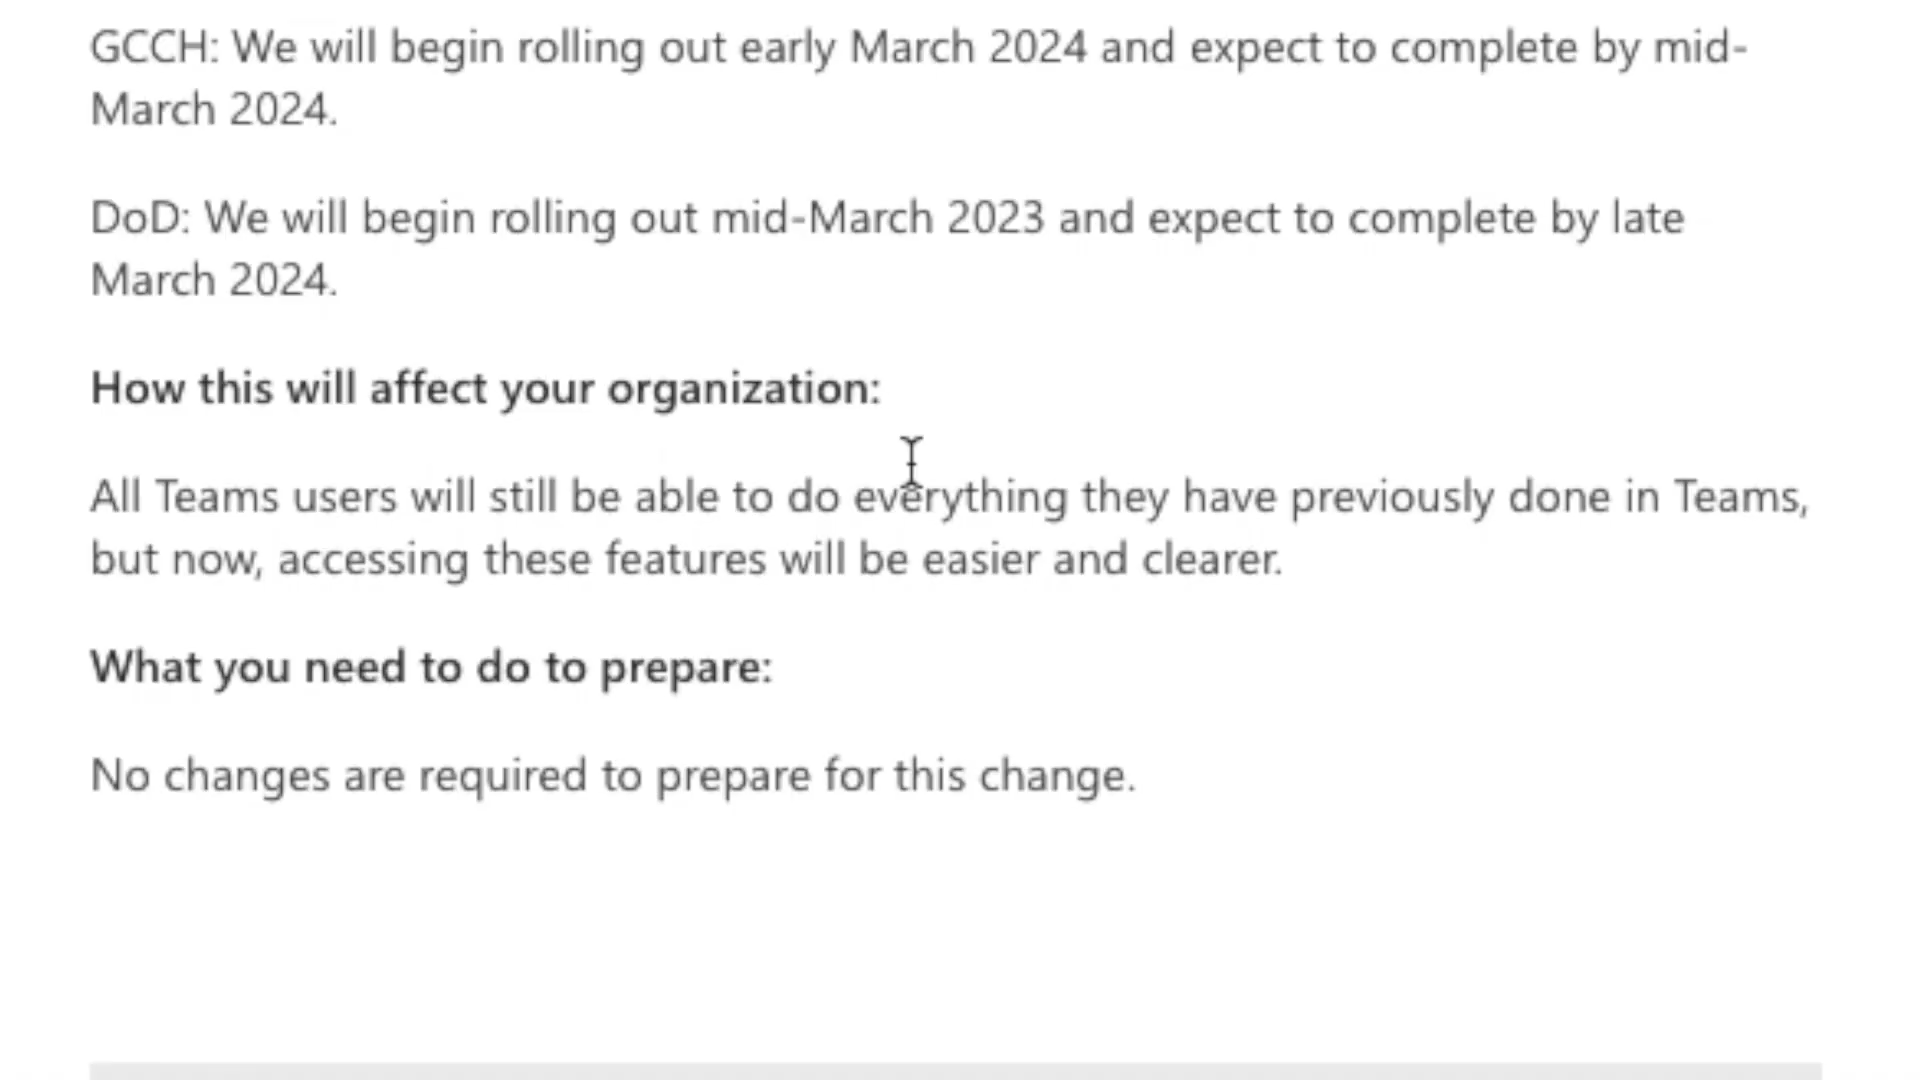 GCCH: We will begin rolling out early March 2024 and expect to complete by mid-
March 2024.
DoD: We will begin rolling out mid-March 2023 and expect to complete by late
March 2024.
How this will affect your organization:
All Teams users will still be able to do everything they have previously done in Teams,
but now, accessing these features will be easier and clearer.
What you need to do to prepare:
No changes are required to prepare for this change.